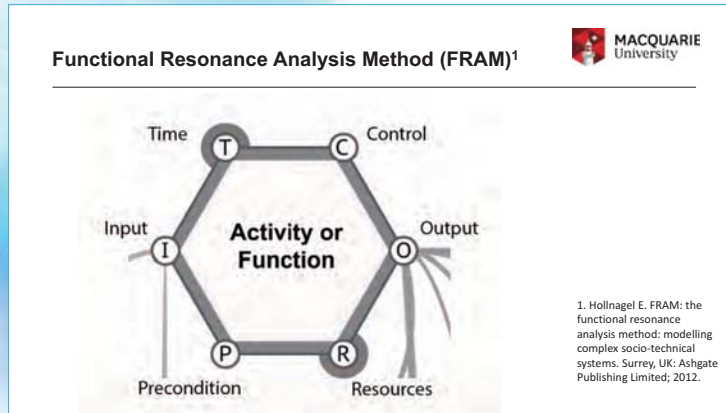 Functional Resonance Analysis Method (FRAM)1
MACQUARIE
University
Time
Control
T
C
Input
Output
I
Activity or
Function
O
P
R
Precondition
Resources
1. Hollnagel E. FRAM: the
functional resonance
analysis method: modelling
complex socio-technical
systems. Surrey, UK: Ashgate
Publishing Limited; 2012.